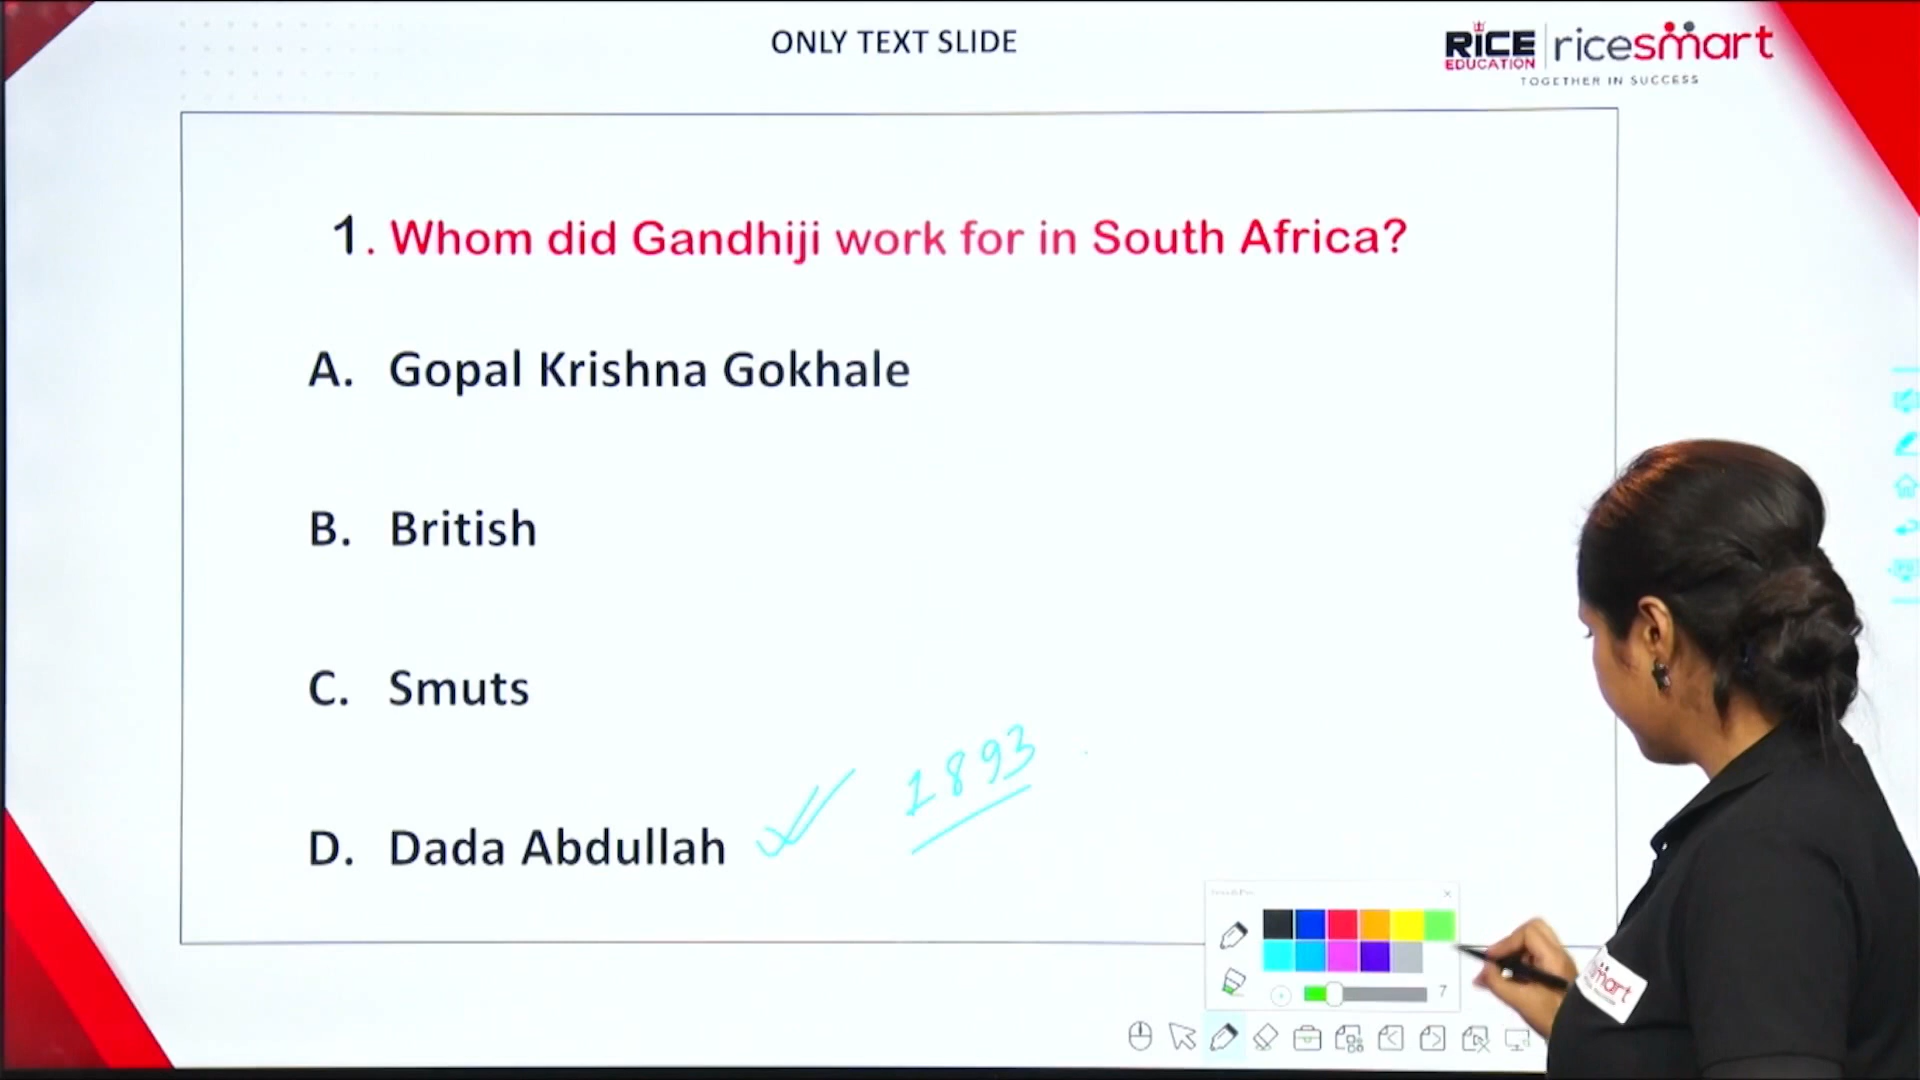 ONLY TEXT SLIDE
RICE
EDUCATION
ricesmart
TOGETHER IN SUCCESS
1. Whom did Gandhiji work for in South Africa?
A. Gopal Krishna Gokhale
B. British
C. Smuts
1893
D. Dada Abdullah
7